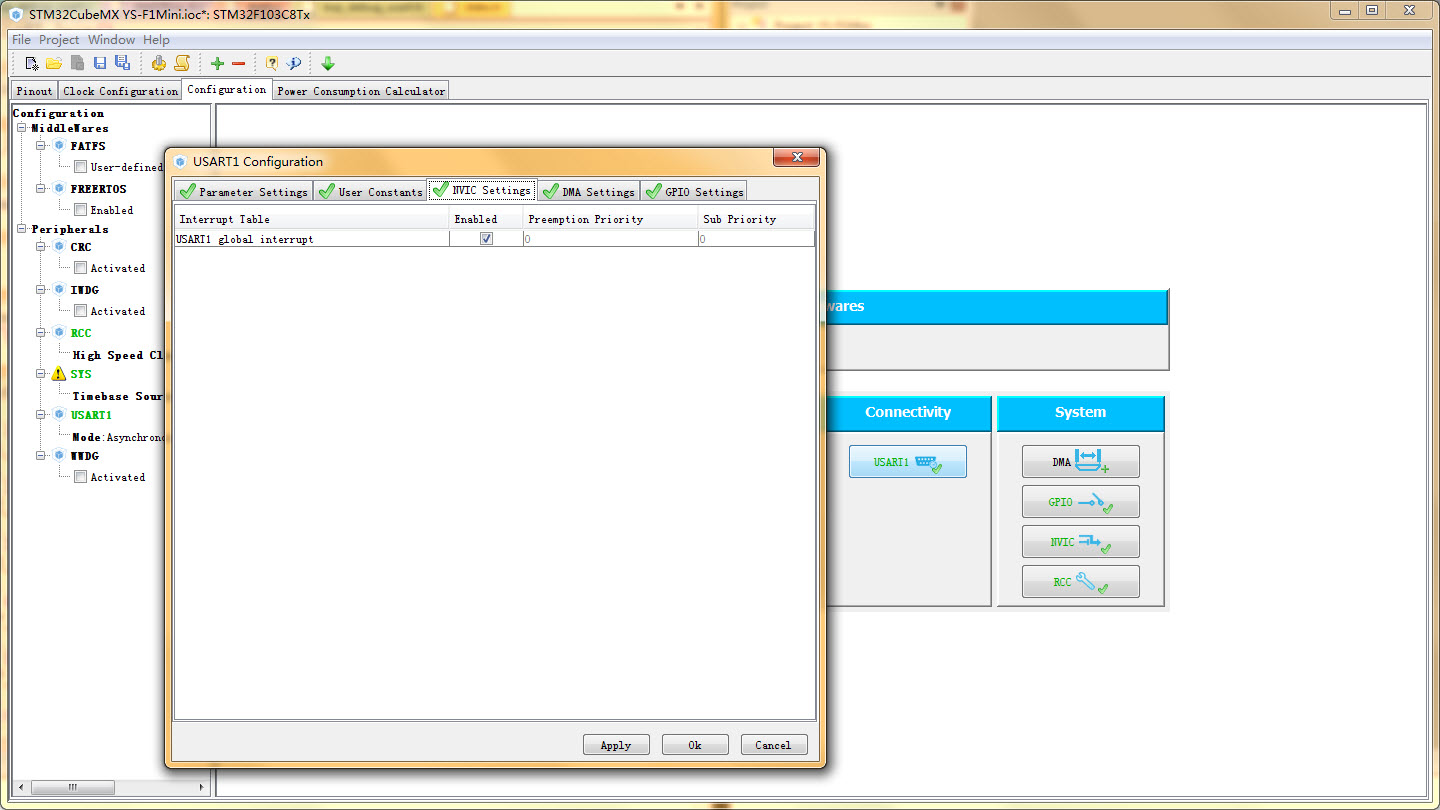 STM32CubeMX YS-F1Mini.ioc*: STM32F103C8Tx
File Project Window Help
Pinout Clock Configuration Configuration Power Consumption Calculator
Configuration
MiddleWares
FATFS
User-defined
FREERTOS
Enabled
Peripherals
CRC
Activated
IWDG
Activated
RCC
High Speed Cl
SYS
Timebase Sour
USART1
Mode:Asynchrono
WWDG
Activated
USART1 Configuration
Parameter Settings User Constants NVIC Settings DMA Settings GPIO Settings
Interrupt Table Enabled Preemption Priority Sub Priority
USART1 global interrupt 0 0
Apply Ok Cancel
wares
Connectivity System
USART1 DMA
GPIO
NVIC
RCC